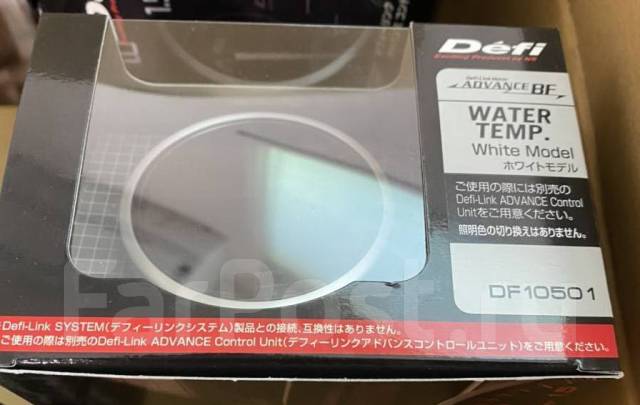 Défi
Exciting Products by NS
Defi-Link Meter
ADVANCE BF
WATER
TEMP.
White Model
ホワイトモデル
ご使用の際には別売の
Defi-Link ADVANCE Control
Unitをご用意ください。
照明色の切り換えはありません。
DF10501
FarPost.ru
※Defi-Link SYSTEM(デフィーリンクシステム)製品との接続、互換性はありません。
ご使用の際は別売のDefi-Link ADVANCE Control Unit(デフィーリンクアドバンスコントロールユニット)をご用意ください。